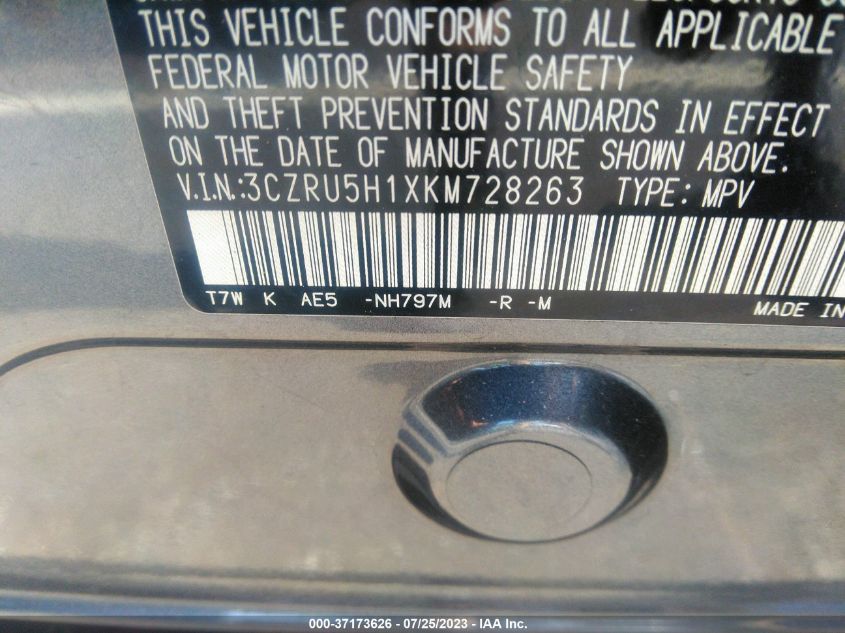 THIS VEHICLE CONFORMS TO ALL APPLICABLE
FEDERAL MOTOR VEHICLE SAFETY
AND THEFT PREVENTION STANDARDS IN EFFECT
ON THE DATE OF MANUFACTURE SHOWN ABOVE.
V.I.N.:3CZRU5H1XKM728263 TYPE: MPV
T7W K AE5 -NH797M -R -M MADE IN
000-37173626 - 07/25/2023 - IAA Inc.